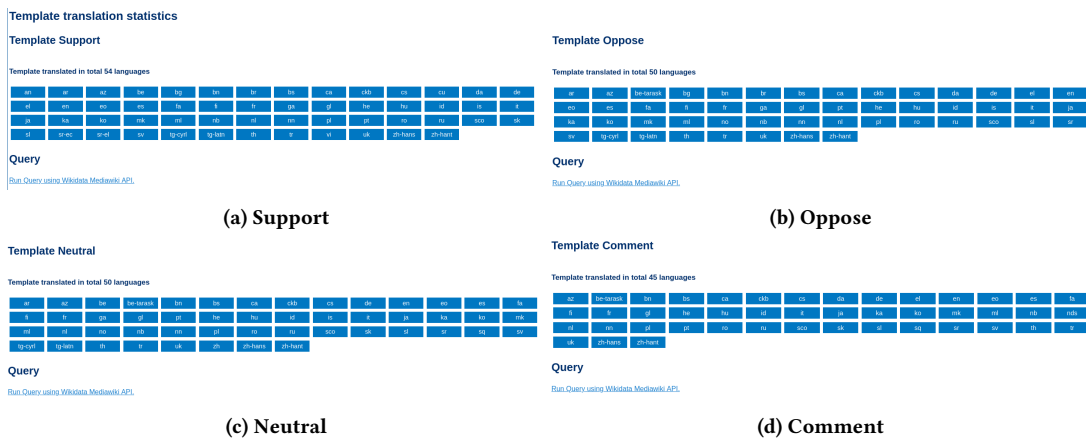 Template translation statistics
Template Support
Template translated in total 54 languages
an ar az be bg bn br bs ca ckb cs cu da de
el en eo es fa fi fr ga gl he hu id is it
ja ka ko mk ml nb nl nn pl pt ro ru sco sk
sl sr-ec sr-el sv tg-cyrl tg-latn th tr vi uk zh-hans zh-hant
Query
Run Query using Wikidata Mediawiki API.
(a) Support
Template Oppose
Template translated in total 50 languages
ar az be-tarask bg bn br bs ca ckb cs de el en
eo es fa fi fr ga gl pt he hu id is it ja
ka ko mk ml no nb nn nl pl ro ru sco sl sr
sv tg-cyrl tg-latn th tr uk zh-hans zh-hant
Query
Run Query using Wikidata Mediawiki API.
(b) Oppose
Template Neutral
Template translated in total 50 languages
ar az be be-tarask bn bs ca ckb cs de en eo es fa
fi fr ga gl pt he hu id is it ja ka ko mk
ml nl no nb nn pl ro ru sco sk sl sr sq sv
tg-cyrl tg-latn th tr uk zh zh-hans zh-hant
Query
Run Query using Wikidata Mediawiki API.
(c) Neutral
Template Comment
Template translated in total 45 languages
az be-tarask bn bs ca ckb cs da de el en eo es fa
fi fr gl he hu id it ja ka ko mk ml nb nds
nl nn pl pt ro ru sco sk sl sq sr sv th tr
uk zh-hans zh-hant
Query
Run Query using Wikidata Mediawiki API.
(d) Comment